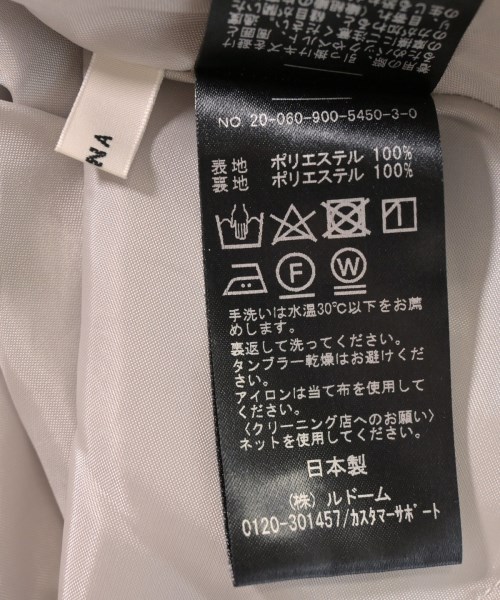 NA
NO. 20-060-900-5450-3-0
表地 ポリエステル 100%
裏地 ポリエステル 100%
F
W
手洗いは水温30℃以下をお薦
めします。
裏返して洗ってください。
タンブラー乾燥はお避けくだ
さい。
アイロンは当て布を使用して
ください。
〈クリーニング店へのお願い〉
ネットを使用してください。
日本製
(株) ルドーム
0120-301457/カスタマーサポート